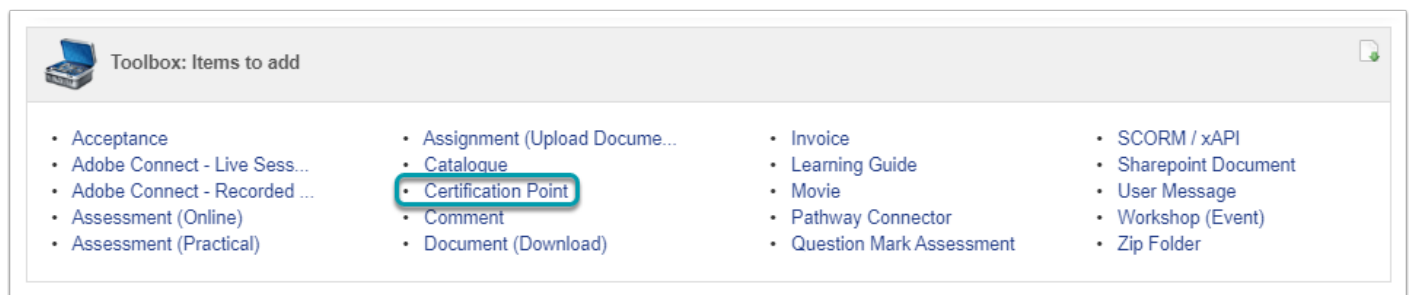 Toolbox: Items to add
• Acceptance
• Adobe Connect - Live Sess...
• Adobe Connect - Recorded ...
• Assessment (Online)
• Assessment (Practical)
• Assignment (Upload Docume...
• Catalogue
• Certification Point
• Comment
• Document (Download)
• Invoice
• Learning Guide
• Movie
• Pathway Connector
• Question Mark Assessment
• SCORM / xAPI
• Sharepoint Document
• User Message
• Workshop (Event)
• Zip Folder